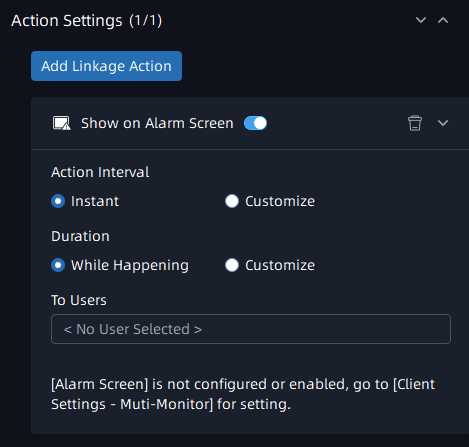 Action Settings (1/1)
Add Linkage Action
Show on Alarm Screen
Action Interval
Instant Customize
Duration
While Happening Customize
To Users
< No User Selected >
[Alarm Screen] is not configured or enabled, go to [Client
Settings - Muti-Monitor] for setting.